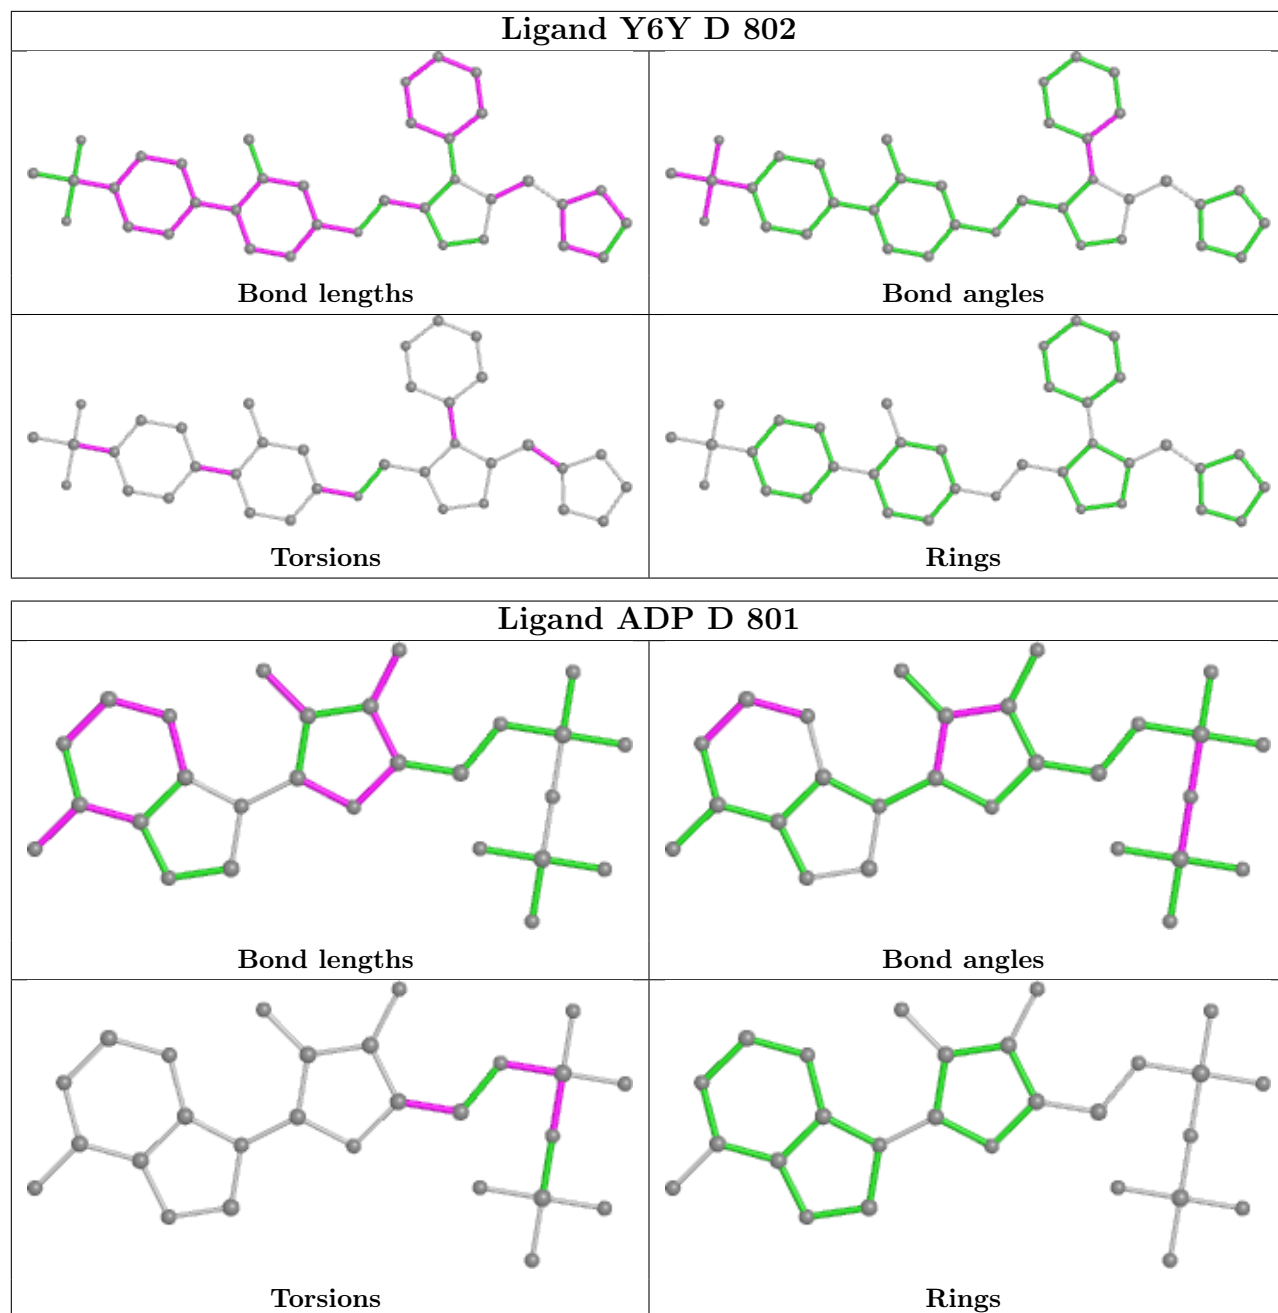 Ligand Y6Y D 802
Bond lengths
Bond angles
Torsions
Rings
Ligand ADP D 801
Bond lengths
Bond angles
Torsions
Rings